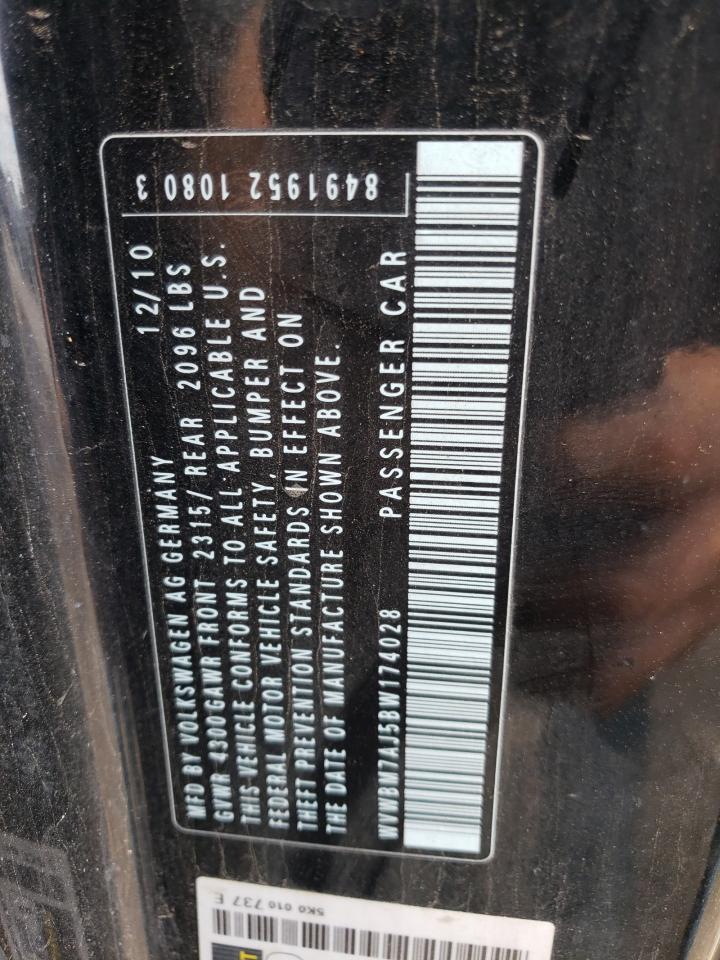 MFD BY VOLKSWAGEN AG GERMANY 12/10
GVWR 4300GAWR FRONT 2315/ REAR 2096 LBS
THIS VEHICLE CONFORMS TO ALL APPLICABLE U.S.
FEDERAL MOTOR VEHICLE SAFETY, BUMPER AND
THEFT PREVENTION STANDARDS IN EFFECT ON
THE DATE OF MANUFACTURE SHOWN ABOVE.
WVWBM7AJ5BW174028 PASSENGER CAR
8491952 1080 3
5K0 010 737 E